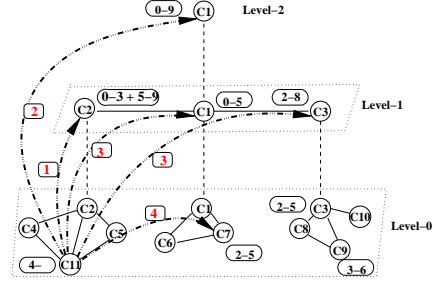 0–9 C1 Level–2
2
C2 0–3 + 5–9 C1 0–5 2–8 C3 Level–1
1 3 3
C2 4 C1 2–5 C3 C10
C4 C5 C6 C7 C8 Level–0
4– C11 2–5 C9
3–6